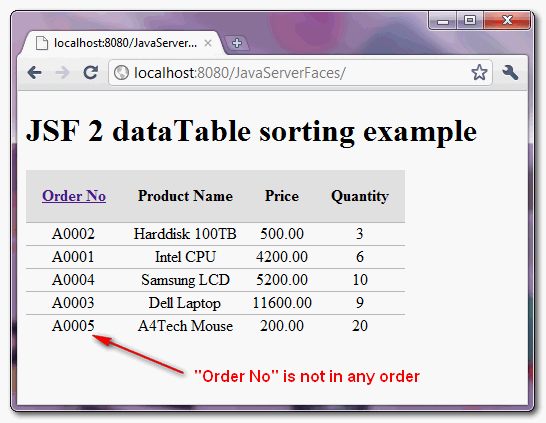 localhost:8080/JavaServer...
localhost:8080/JavaServerFaces/
JSF 2 dataTable sorting example
Order No Product Name Price Quantity
A0002 Harddisk 100TB 500.00 3
A0001 Intel CPU 4200.00 6
A0004 Samsung LCD 5200.00 10
A0003 Dell Laptop 11600.00 9
A0005 A4Tech Mouse 200.00 20
"Order No" is not in any order